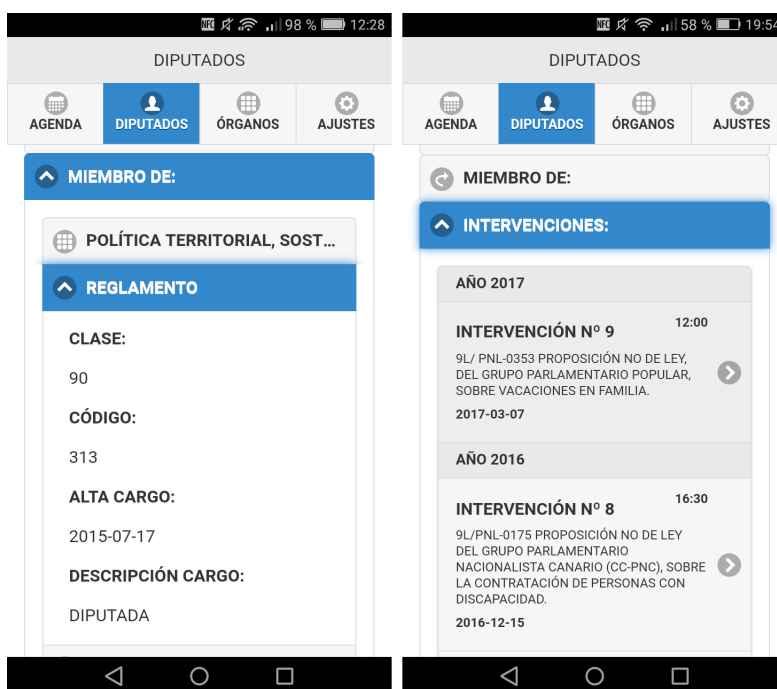 98 % 12:28
DIPUTADOS
AGENDA DIPUTADOS ÓRGANOS AJUSTES
MIEMBRO DE:
POLÍTICA TERRITORIAL, SOST...
REGLAMENTO
CLASE:
90
CÓDIGO:
313
ALTA CARGO:
2015-07-17
DESCRIPCIÓN CARGO:
DIPUTADA
58 % 19:54
DIPUTADOS
AGENDA DIPUTADOS ÓRGANOS AJUSTES
MIEMBRO DE:
INTERVENCIONES:
AÑO 2017
12:00
INTERVENCIÓN Nº 9
9L/ PNL-0353 PROPOSICIÓN NO DE LEY,
DEL GRUPO PARLAMENTARIO POPULAR,
SOBRE VACACIONES EN FAMILIA.
2017-03-07
AÑO 2016
16:30
INTERVENCIÓN Nº 8
9L/PNL-0175 PROPOSICIÓN NO DE LEY
DEL GRUPO PARLAMENTARIO
NACIONALISTA CANARIO (CC-PNC), SOBRE
LA CONTRATACIÓN DE PERSONAS CON
DISCAPACIDAD.
2016-12-15